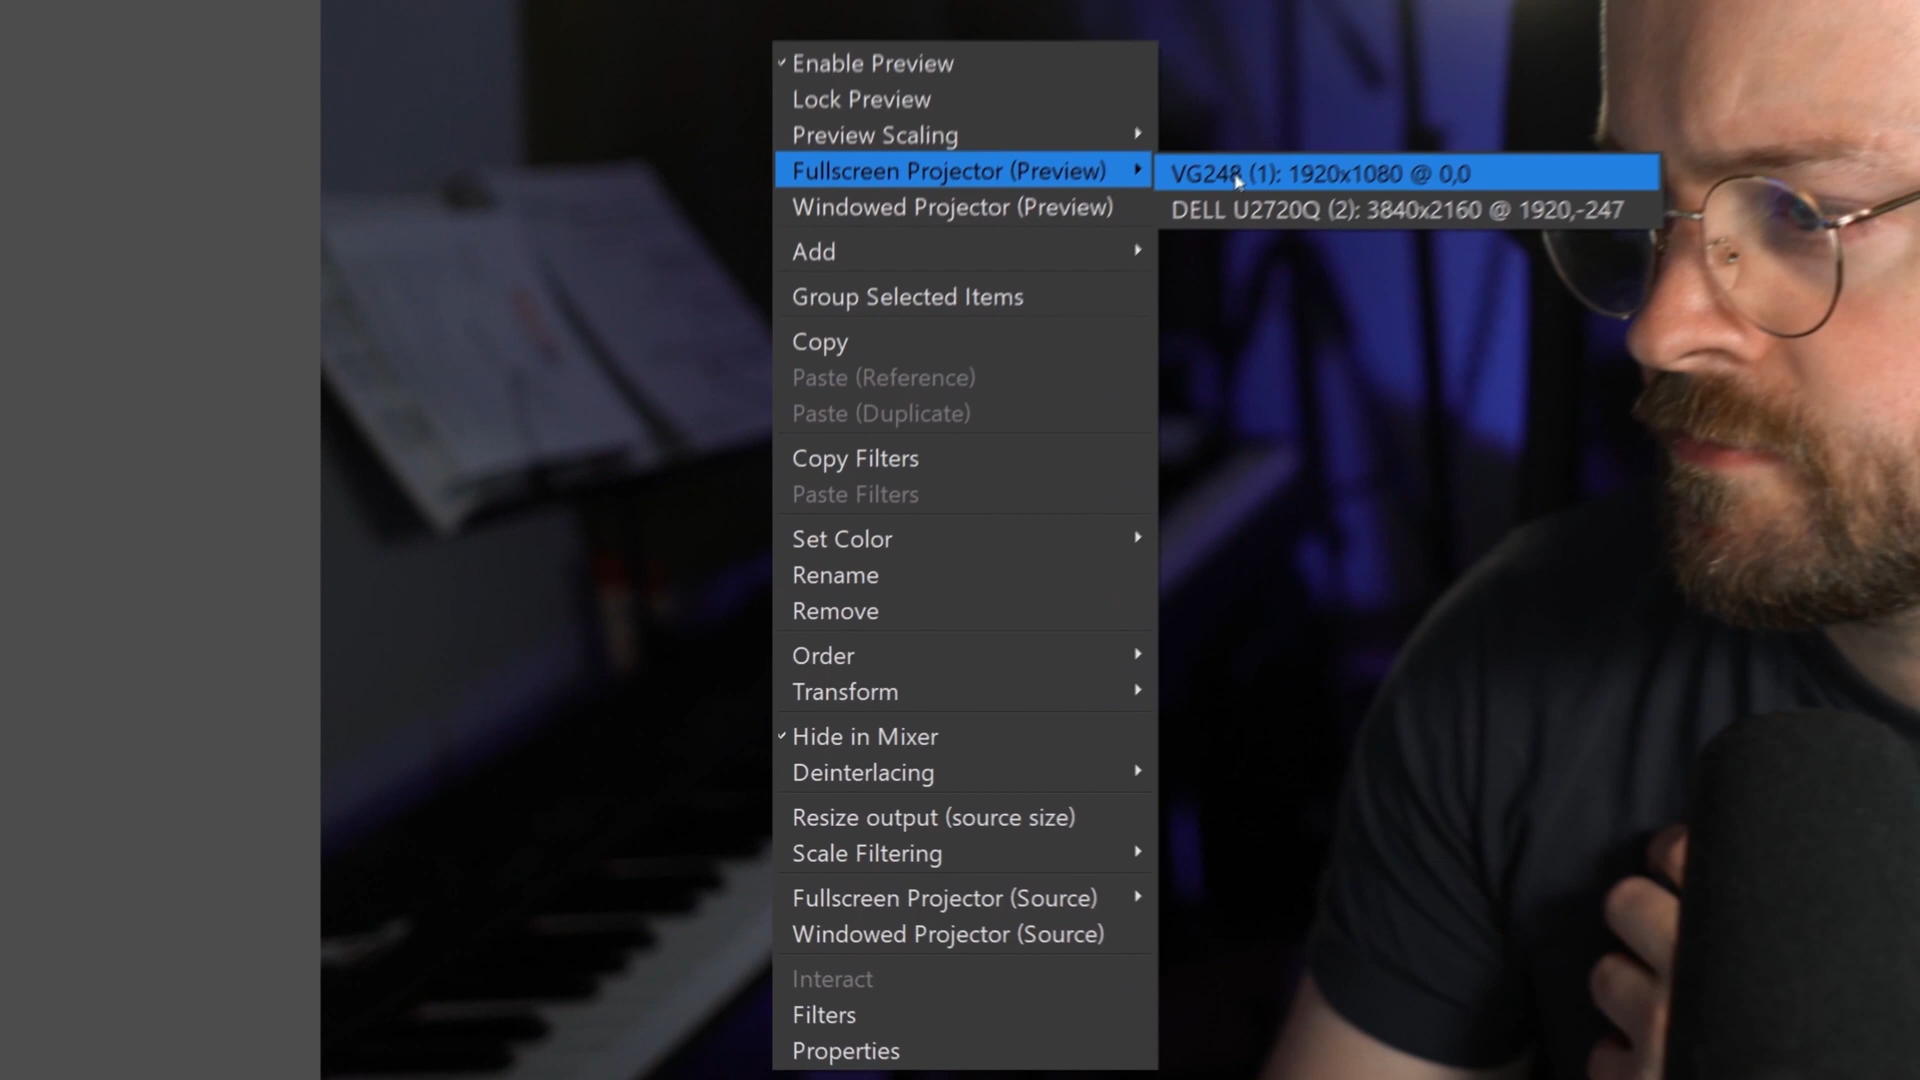 Enable Preview
Lock Preview
Preview Scaling
Fullscreen Projector (Preview)
VG248 (1): 1920x1080 @ 0,0
Windowed Projector (Preview)
DELL U2720Q (2): 3840x2160 @ 1920,-247
Add
Group Selected Items
Copy
Paste (Reference)
Paste (Duplicate)
Copy Filters
Paste Filters
Set Color
Rename
Remove
Order
Transform
Hide in Mixer
Deinterlacing
Resize output (source size)
Scale Filtering
Fullscreen Projector (Source)
Windowed Projector (Source)
Interact
Filters
Properties